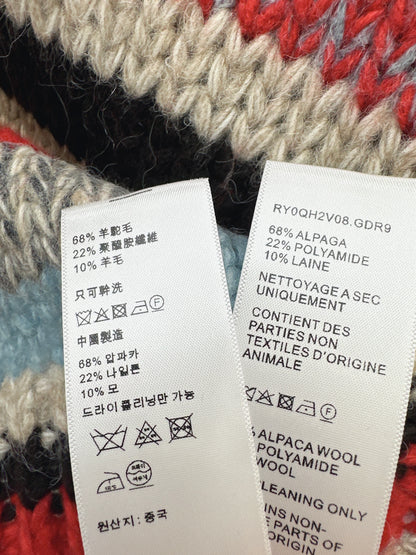 68% 羊駝毛
22% 聚醯胺纖維
10% 羊毛
只可幹洗
F
中國製造
68% 알파카
22% 나일론
10% 모
드라이 클리닝만 가능
원산지: 중국
RY0QH2V08.GDR9
68% ALPAGA
22% POLYAMIDE
10% LAINE
NETTOYAGE A SEC
UNIQUEMENT
CONTIENT DES
PARTIES NON
TEXTILES D'ORIGINE
ANIMALE
F
% ALPACA WOOL
POLYAMIDE
WOOL
CLEANING ONLY
NON-
PARTS OF